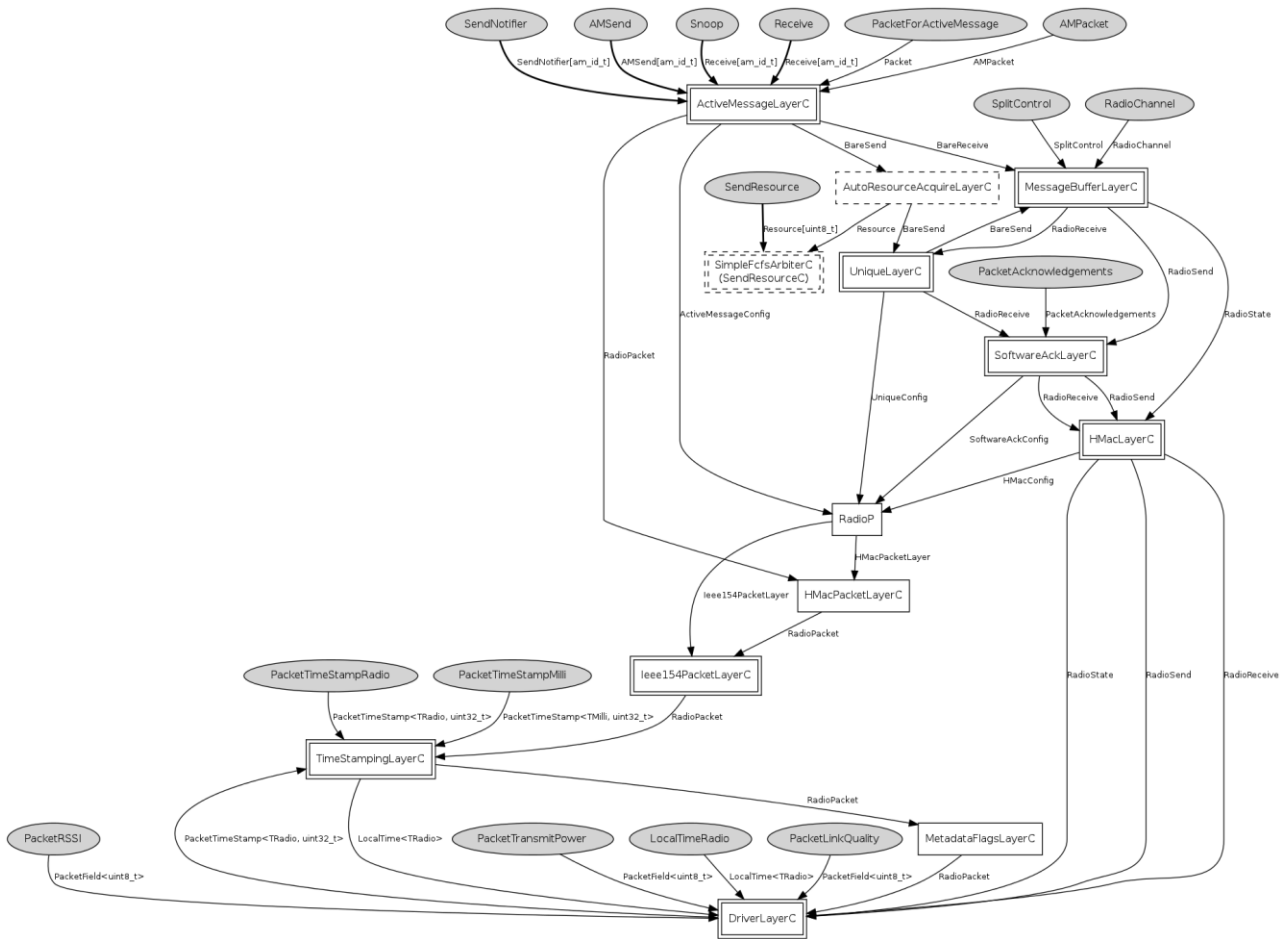 SendNotifier
AMSend
Snoop
Receive
PacketForActiveMessage
AMPacket
SendNotifier[am_id_t]
AMSend[am_id_t]
Receive[am_id_t]
Receive[am_id_t]
Packet
AMPacket
ActiveMessageLayerC
SplitControl
RadioChannel
BareSend
BareReceive
SplitControl
RadioChannel
SendResource
AutoResourceAcquireLayerC
MessageBufferLayerC
Resource[uint8_t]
Resource
BareSend
BareSend
RadioReceive
SimpleFcfsArbiterC
(SendResourceC)
UniqueLayerC
PacketAcknowledgements
RadioSend
ActiveMessageConfig
RadioReceive
PacketAcknowledgements
RadioState
RadioPacket
SoftwareAckLayerC
UniqueConfig
RadioReceive
RadioSend
SoftwareAckConfig
HMacLayerC
HMacConfig
RadioP
HMacPacketLayer
Ieee154PacketLayer
HMacPacketLayerC
RadioPacket
PacketTimeStampRadio
PacketTimeStampMilli
Ieee154PacketLayerC
RadioState
RadioSend
RadioReceive
PacketTimeStamp<TRadio, uint32_t>
PacketTimeStamp<TMilli, uint32_t>
RadioPacket
TimeStampingLayerC
RadioPacket
PacketRSSI
PacketTimeStamp<TRadio, uint32_t>
LocalTime<TRadio>
PacketTransmitPower
LocalTimeRadio
PacketLinkQuality
MetadataFlagsLayerC
PacketField<uint8_t>
PacketField<uint8_t>
LocalTime<TRadio>
PacketField<uint8_t>
RadioPacket
DriverLayerC